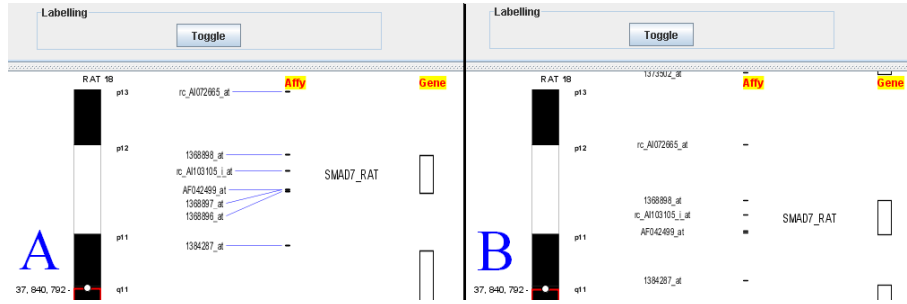 Labelling
Toggle
RAT 18
Affy
Gene
p13
rc_AI072665_at
p12
1368898_at
rc_AI103105_i_at
SMAD7_RAT
AF042499_at
1368897_at
1368896_at
p11
1384287_at
A
37, 840, 792 -
q11
Labelling
Toggle
1373502_at
RAT 18
Affy
Gene
p13
rc_AI072665_at
p12
1368898_at
rc_AI103105_i_at
SMAD7_RAT
AF042499_at
p11
B
1384287_at
37, 840, 792 -
q11